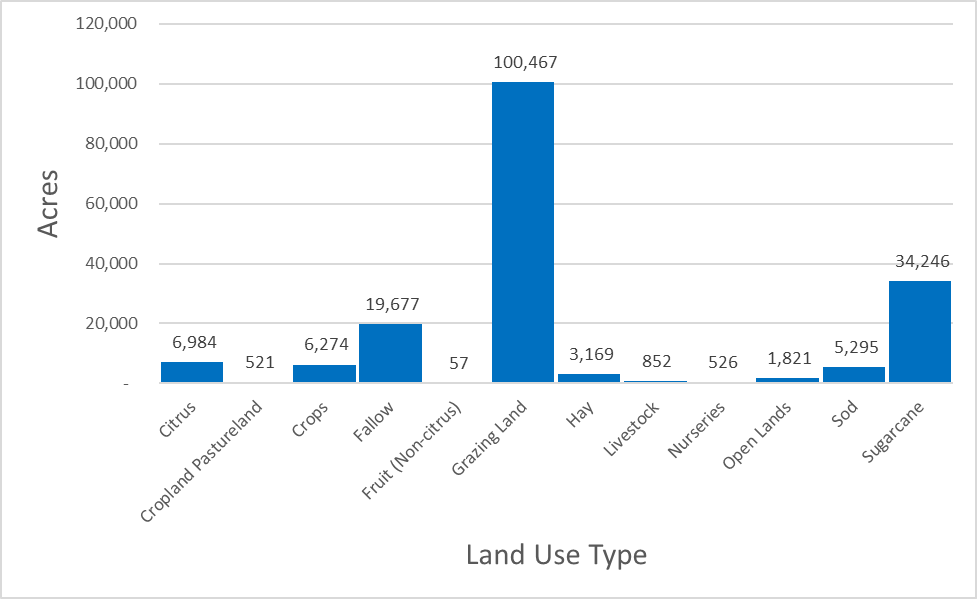 120,000
100,000
80,000
60,000
40,000
20,000
-
Acres
6,984
521
6,274
19,677
57
100,467
3,169
852
526
1,821
5,295
34,246
Citrus
Cropland Pastureland
Crops
Fallow
Fruit (Non-citrus)
Grazing Land
Hay
Livestock
Nurseries
Open Lands
Sod
Sugarcane
Land Use Type